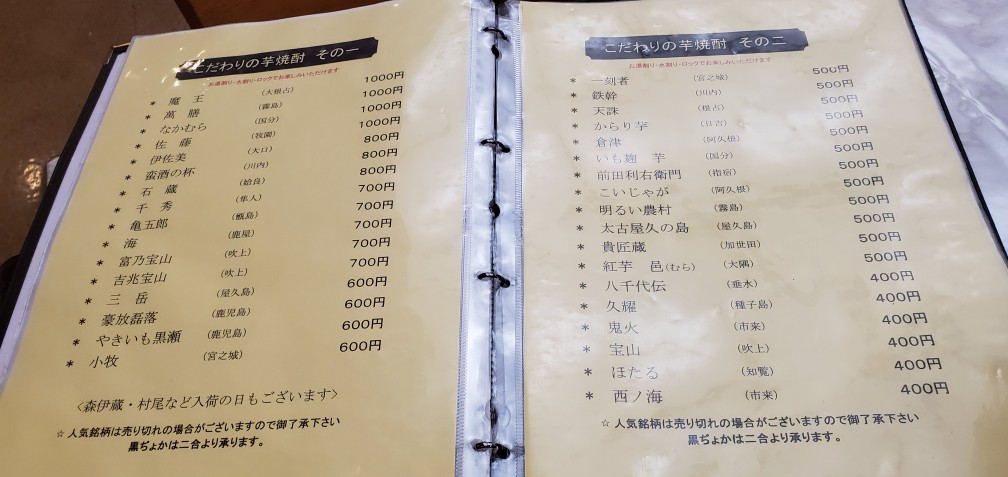 こだわりの芋焼酎 その一
お湯割り・水割り・ロックでお楽しみいただけます
* 魔 王 (大根占) 1000円
* 萬 膳 (霧島) 1000円
* なかむら (国分) 1000円
* 佐 藤 (牧園) 1000円
* 伊佐美 (大口) 800円
* 蛮酒の杯 (川内) 800円
* 石 蔵 (姶良) 800円
* 千 秀 (隼人) 700円
* 亀五郎 (甑島) 700円
* 海 (鹿屋) 700円
* 富乃宝山 (吹上) 700円
* 吉兆宝山 (吹上) 700円
* 三 岳 (屋久島) 600円
* 豪放磊落 (鹿児島) 600円
* やきいも黒瀬 (鹿児島) 600円
* 小牧 (宮之城) 600円
〈森伊蔵・村尾など入荷の日もございます〉
☆ 人気銘柄は売り切れの場合がございますので御了承下さい
黒ぢょかは二合より承ります。
こだわりの芋焼酎 その二
お湯割り・水割り・ロックでお楽しみいただけます
* 一刻者 (宮之城) 500円
* 鉄幹 (川内) 500円
* 天誅 (根占) 500円
* からり芋 (日吉) 500円
* 倉津 (阿久根) 500円
* いも麹 芋 (国分) 500円
* 前田利右衛門 (指宿) 500円
* こいじゃが (阿久根) 500円
* 明るい農村 (霧島) 500円
* 太古屋久の島 (屋久島) 500円
* 貴匠蔵 (加世田) 500円
* 紅芋 邑(むら) (大隅) 500円
* 八千代伝 (垂水) 400円
* 久耀 (種子島) 400円
* 鬼火 (市来) 400円
* 宝山 (吹上) 400円
* ほたる (知覧) 400円
* 西ノ海 (市来) 400円
☆ 人気銘柄は売り切れの場合がございますので御了承下さい
黒ぢょかは二合より承ります。